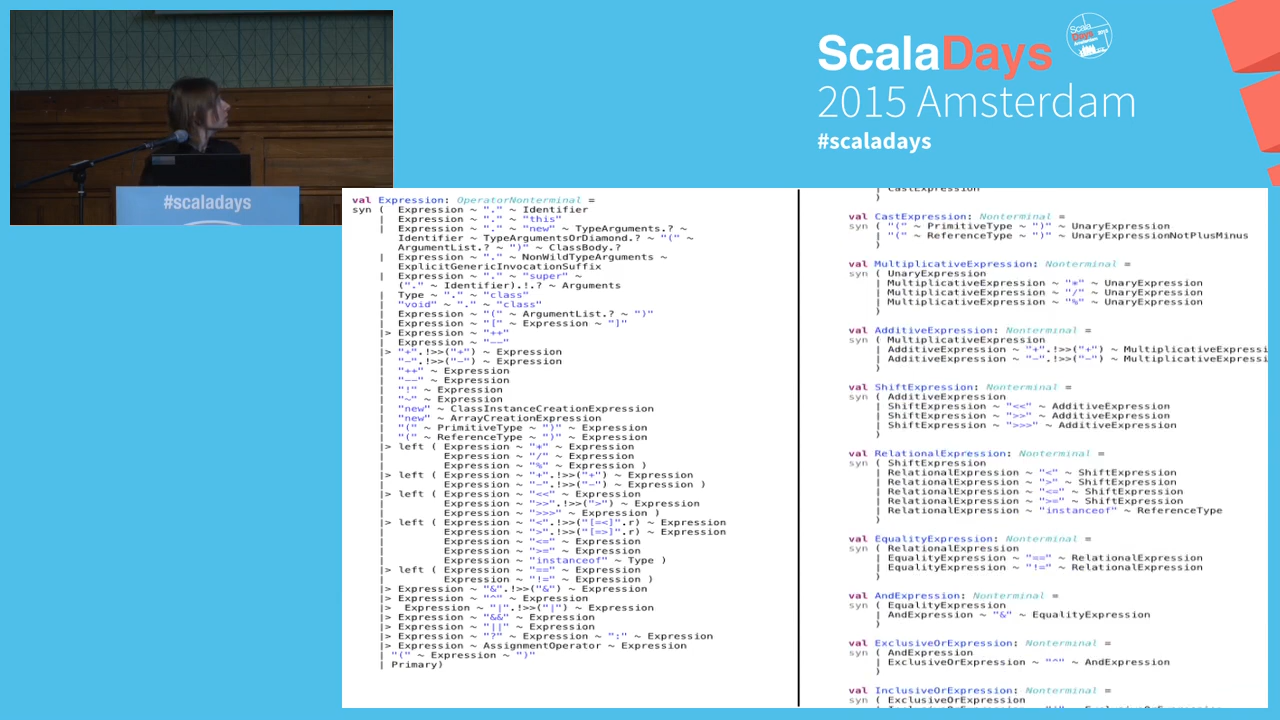 ScalaDays
2015 Amsterdam
#scaladays
#scaladays
val Expression: OperatorNonterminal =
syn (  Expression ~ "." ~ Identifier
    |  Expression ~ "." ~ "this"
    |  Expression ~ "." ~ "new" ~ TypeArguments.? ~
       Identifier ~ TypeArgumentsOrDiamond.? ~ "(" ~
       ArgumentList.? ~ ")" ~ ClassBody.?
    |  Expression ~ "." ~ NonWildTypeArguments ~
       ExplicitGenericInvocationSuffix
    |  Expression ~ "." ~ "super" ~
       ("." ~ Identifier).!.? ~ Arguments
    |  Type ~ "." ~ "class"
    |  "void" ~ "." ~ "class"
    |  Expression ~ "(" ~ ArgumentList.? ~ ")"
    |  Expression ~ "[" ~ Expression ~ "]"
    |> Expression ~ "++"
    |  Expression ~ "--"
    |> "+".!>>("+") ~ Expression
    |  "-".!>>("-") ~ Expression
    |  "++" ~ Expression
    |  "--" ~ Expression
    |  "!" ~ Expression
    |  "~" ~ Expression
    |  "new" ~ ClassInstanceCreationExpression
    |  "new" ~ ArrayCreationExpression
    |  "(" ~ PrimitiveType ~ ")" ~ Expression
    |  "(" ~ ReferenceType ~ ")" ~ Expression
    |> left ( Expression ~ "*" ~ Expression
    |         Expression ~ "/" ~ Expression
    |         Expression ~ "%" ~ Expression )
    |> left ( Expression ~ "+".!>>("+") ~ Expression
    |         Expression ~ "-".!>>("-") ~ Expression )
    |> left ( Expression ~ "<<" ~ Expression
    |         Expression ~ ">>".!>>(">") ~ Expression
    |         Expression ~ ">>>" ~ Expression )
    |> left ( Expression ~ "<".!>>("[=<]".r) ~ Expression
    |         Expression ~ ">".!>>("[=>]".r) ~ Expression
    |         Expression ~ "<=" ~ Expression
    |         Expression ~ ">=" ~ Expression
    |         Expression ~ "instanceof" ~ Type )
    |> left ( Expression ~ "==" ~ Expression
    |         Expression ~ "!=" ~ Expression )
    |> Expression ~ "&".!>>("&") ~ Expression
    |> Expression ~ "^" ~ Expression
    |>  Expression ~ "|".!>>("|") ~ Expression
    |> Expression ~ "&&" ~ Expression
    |> Expression ~ "||" ~ Expression
    |> Expression ~ "?" ~ Expression ~ ":" ~ Expression
    |> Expression ~ AssignmentOperator ~ Expression
    | "(" ~ Expression ~ ")"
    | Primary)
    | CastExpression
    )
val CastExpression: Nonterminal =
syn ( "(" ~ PrimitiveType ~ ")" ~ UnaryExpression
    | "(" ~ ReferenceType ~ ")" ~ UnaryExpressionNotPlusMinus
    )
val MultiplicativeExpression: Nonterminal =
syn ( UnaryExpression
    | MultiplicativeExpression ~ "*" ~ UnaryExpression
    | MultiplicativeExpression ~ "/" ~ UnaryExpression
    | MultiplicativeExpression ~ "%" ~ UnaryExpression
    )
val AdditiveExpression: Nonterminal =
syn ( MultiplicativeExpression
    | AdditiveExpression ~ "+".!>>("+") ~ MultiplicativeExpressi
    | AdditiveExpression ~ "-".!>>("-") ~ MultiplicativeExpressi
    )
val ShiftExpression: Nonterminal =
syn ( AdditiveExpression
    | ShiftExpression ~ "<<" ~ AdditiveExpression
    | ShiftExpression ~ ">>" ~ AdditiveExpression
    | ShiftExpression ~ ">>>" ~ AdditiveExpression
    )
val RelationalExpression: Nonterminal =
syn ( ShiftExpression
    | RelationalExpression ~ "<" ~ ShiftExpression
    | RelationalExpression ~ ">" ~ ShiftExpression
    | RelationalExpression ~ "<=" ~ ShiftExpression
    | RelationalExpression ~ ">=" ~ ShiftExpression
    | RelationalExpression ~ "instanceof" ~ ReferenceType
    )
val EqualityExpression: Nonterminal =
syn ( RelationalExpression
    | EqualityExpression ~ "==" ~ RelationalExpression
    | EqualityExpression ~ "!=" ~ RelationalExpression
    )
val AndExpression: Nonterminal =
syn ( EqualityExpression
    | AndExpression ~ "&" ~ EqualityExpression
    )
val ExclusiveOrExpression: Nonterminal =
syn ( AndExpression
    | ExclusiveOrExpression ~ "^" ~ AndExpression
    )
val InclusiveOrExpression: Nonterminal =
syn ( ExclusiveOrExpression